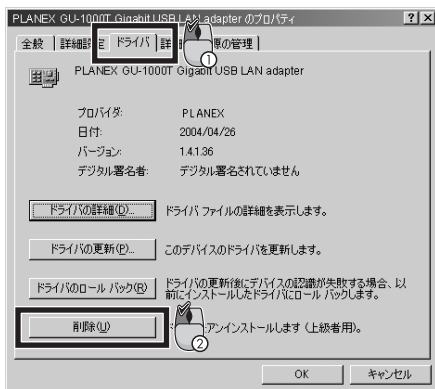 PLANEX GU-1000T Gigabit USB LAN adapter のプロパティ
全般 詳細設定 ドライバ 詳細 源の管理
①
PLANEX GU-1000T Gigabit USB LAN adapter
プロバイダ: PLANEX
日付: 2004/04/26
バージョン: 1.4.1.36
デジタル署名者: デジタル署名されていません
ドライバの詳細(D)... ドライバ ファイルの詳細を表示します。
ドライバの更新(P)... このデバイスのドライバを更新します。
ドライバのロール バック(R) ドライバの更新後にデバイスの認識が失敗する場合、以
前にインストールしたドライバにロール バックします。
削除(U) アンインストールします (上級者用)。
②
OK キャンセル